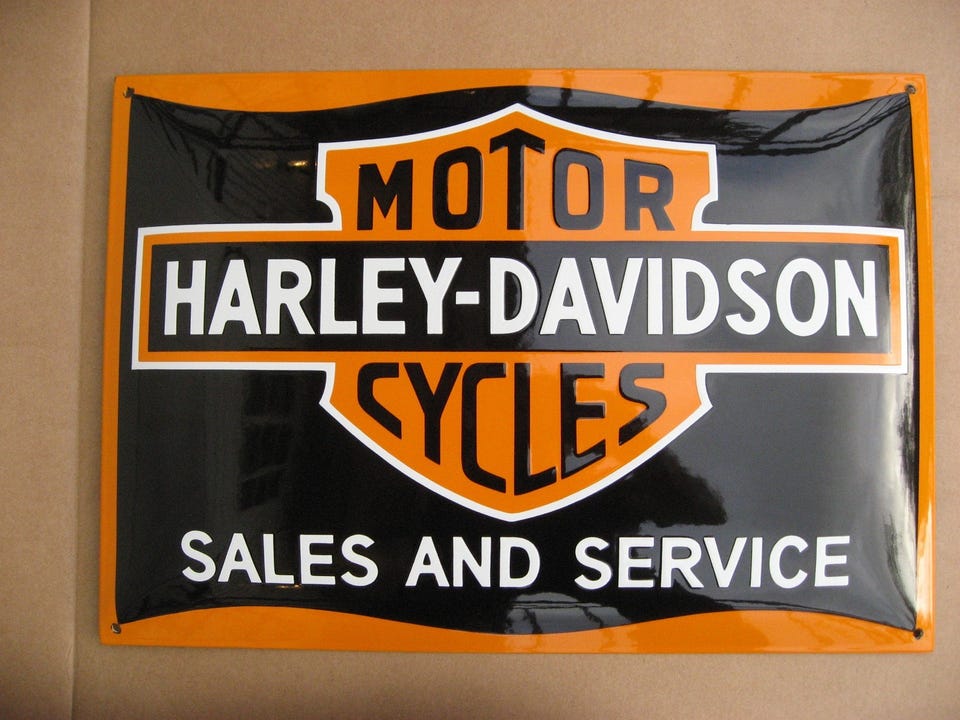 MOTOR
HARLEY-DAVIDSON
CYCLES
SALES AND SERVICE